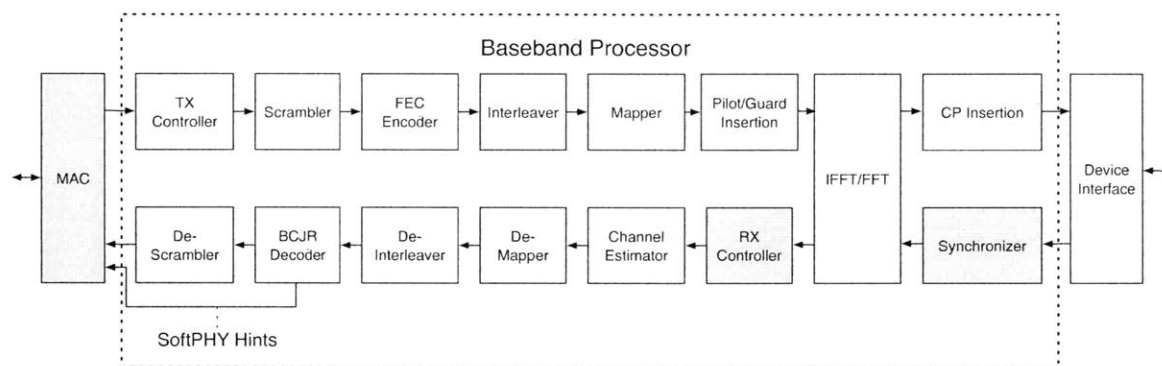 Baseband Processor
TX
Controller
Scrambler
FEC
Encoder
Interleaver
Mapper
Pilot/Guard
Insertion
CP Insertion
MAC
IFFT/FFT
Device
Interface
De-
Scrambler
BCJR
Decoder
De-
Interleaver
De-
Mapper
Channel
Estimator
RX
Controller
Synchronizer
SoftPHY Hints